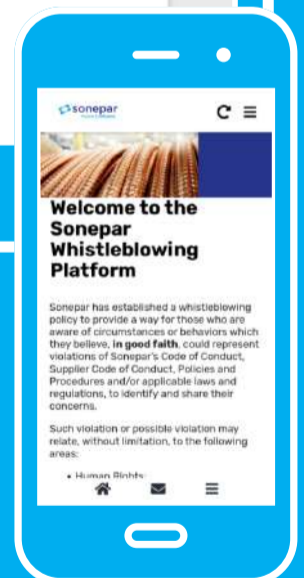 sonepar
Welcome to the
Sonepar
Whistleblowing
Platform
Sonepar has established a whistleblowing
policy to provide a way for those who are
aware of circumstances or behaviors which
they believe, in good faith, could represent
violations of Sonepar's Code of Conduct,
Supplier Code of Conduct, Policies and
Procedures and/or applicable laws and
regulations, to identify and share their
concerns.
Such violation or possible violation may
relate, without limitation, to the following
areas:
• Human Rights;